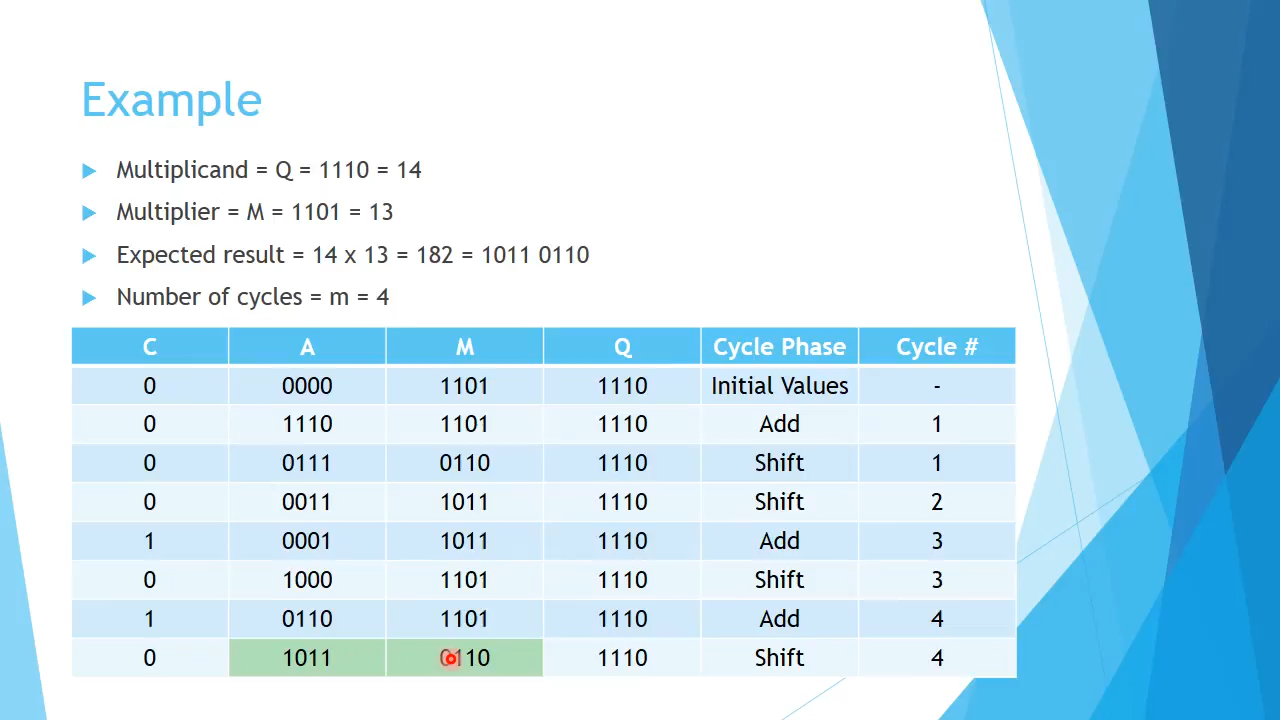 Example
Multiplicand = Q = 1110 = 14
Multiplier = M = 1101 = 13
Expected result = 14 x 13 = 182 = 1011 0110
Number of cycles = m = 4
C A M Q Cycle Phase Cycle #
0 0000 1101 1110 Initial Values -
0 1110 1101 1110 Add 1
0 0111 0110 1110 Shift 1
0 0011 1011 1110 Shift 2
1 0001 1011 1110 Add 3
0 1000 1101 1110 Shift 3
1 0110 1101 1110 Add 4
0 1011 0110 1110 Shift 4